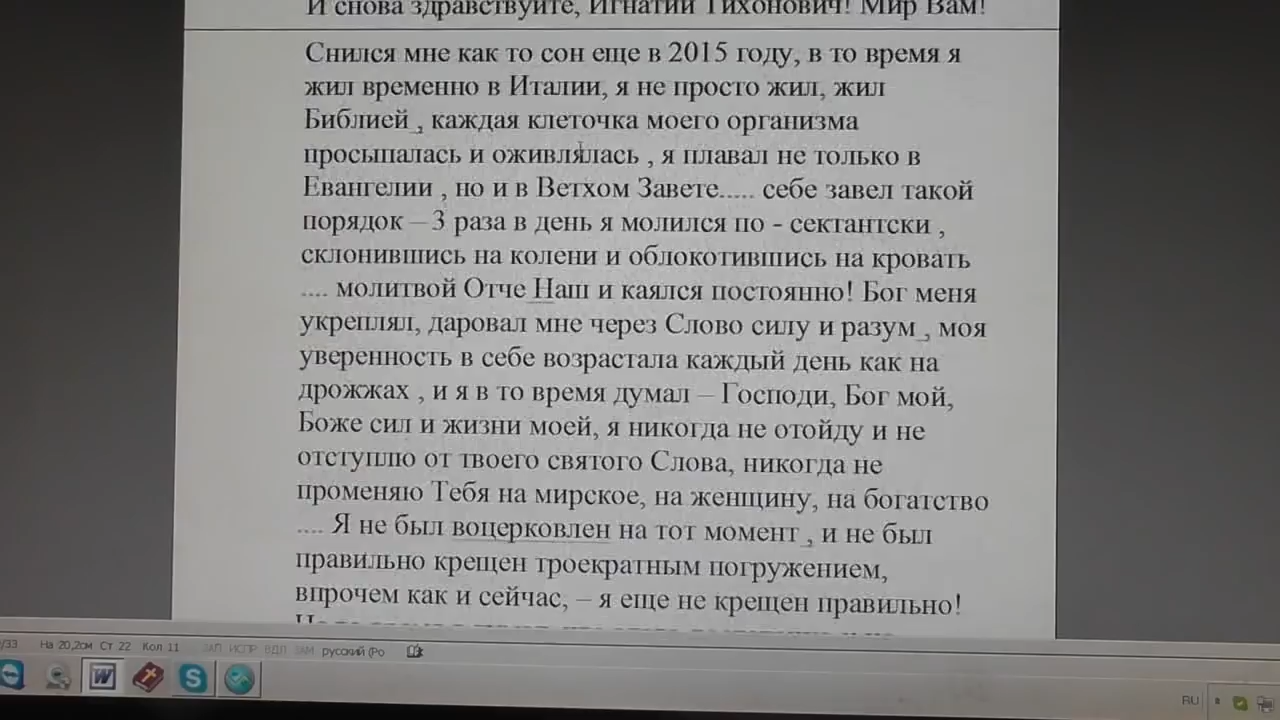 И снова здравствуйте, Игнатий Тихонович! Мир Вам!
Снился мне как то сон еще в 2015 году, в то время я
жил временно в Италии, я не просто жил, жил
Библией , каждая клеточка моего организма
просыпалась и оживлялась , я плавал не только в
Евангелии , но и в Ветхом Завете..... себе завел такой
порядок – 3 раза в день я молился по - сектантски ,
склонившись на колени и облокотившись на кровать
.... молитвой Отче Наш и каялся постоянно! Бог меня
укреплял, даровал мне через Слово силу и разум , моя
уверенность в себе возрастала каждый день как на
дрожжах , и я в то время думал – Господи, Бог мой,
Боже сил и жизни моей, я никогда не отойду и не
отступлю от твоего святого Слова, никогда не
променяю Тебя на мирское, на женщину, на богатство
.... Я не был воцерковлен на тот момент , и не был
правильно крещен троекратным погружением,
впрочем как и сейчас, – я еще не крещен правильно!
/33 На 20,2см Ст 22 Кол 11 ЗАП ИСПР ВДЛ ЗАМ русский (Ро
RU